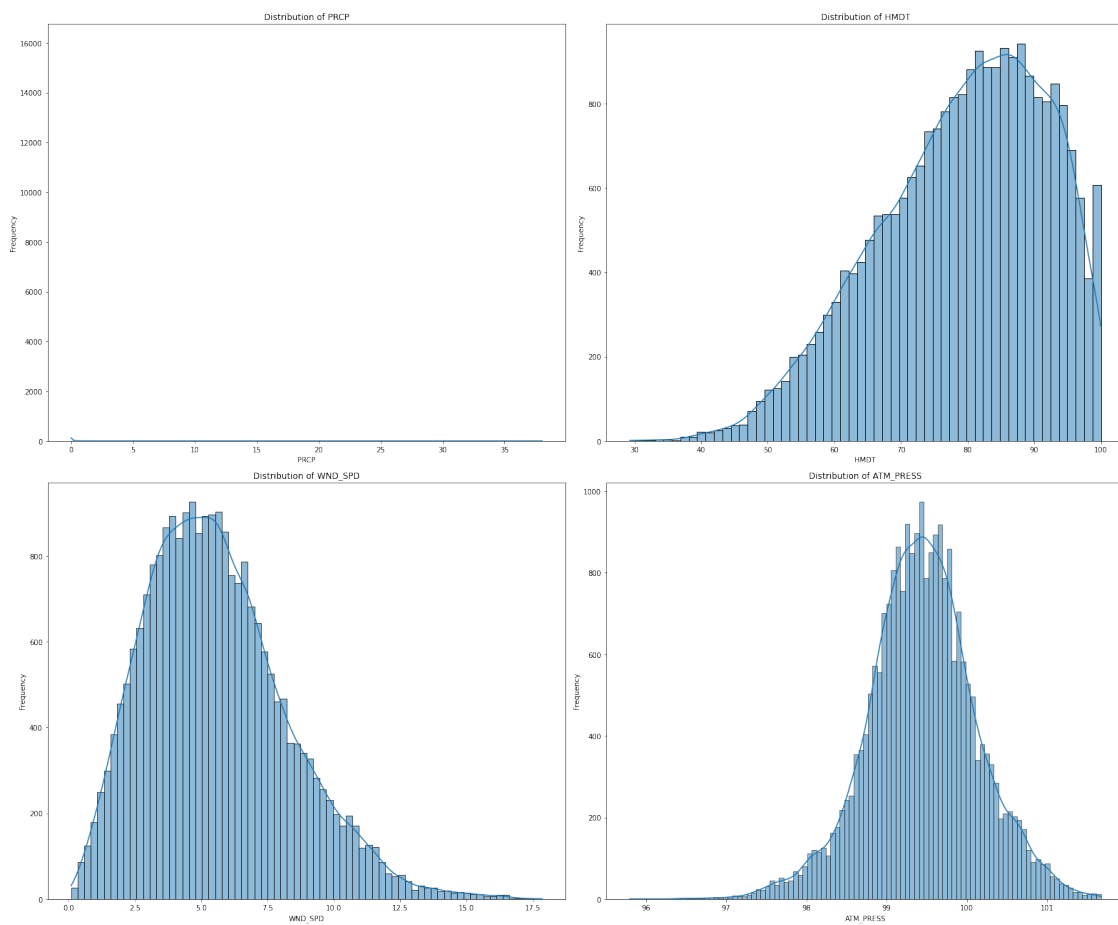 Distribution of PRCP
16000
14000
12000
10000
8000
6000
4000
2000
0
Frequency
0 5 10 15 20 25 30 35
PRCP
Distribution of HMDT
800
600
400
200
0
Frequency
30 40 50 60 70 80 90 100
HMDT
Distribution of WND_SPD
800
600
400
200
0
Frequency
0.0 2.5 5.0 7.5 10.0 12.5 15.0 17.5
WND_SPD
Distribution of ATM_PRESS
1000
800
600
400
200
0
Frequency
96 97 98 99 100 101
ATM_PRESS